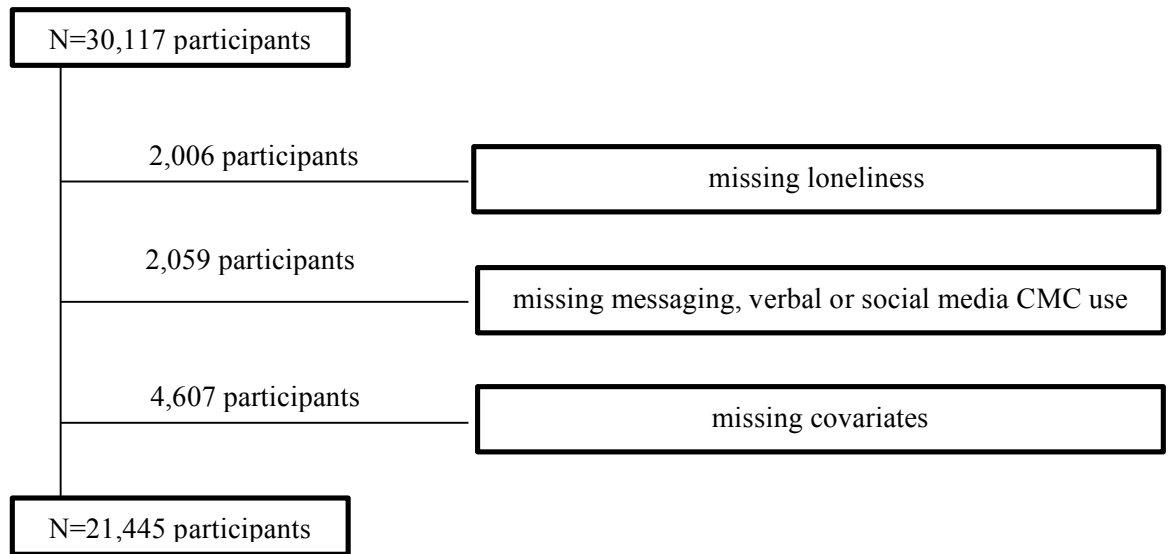 N=30,117 participants
2,006 participants
missing loneliness
2,059 participants
missing messaging, verbal or social media CMC use
4,607 participants
missing covariates
N=21,445 participants